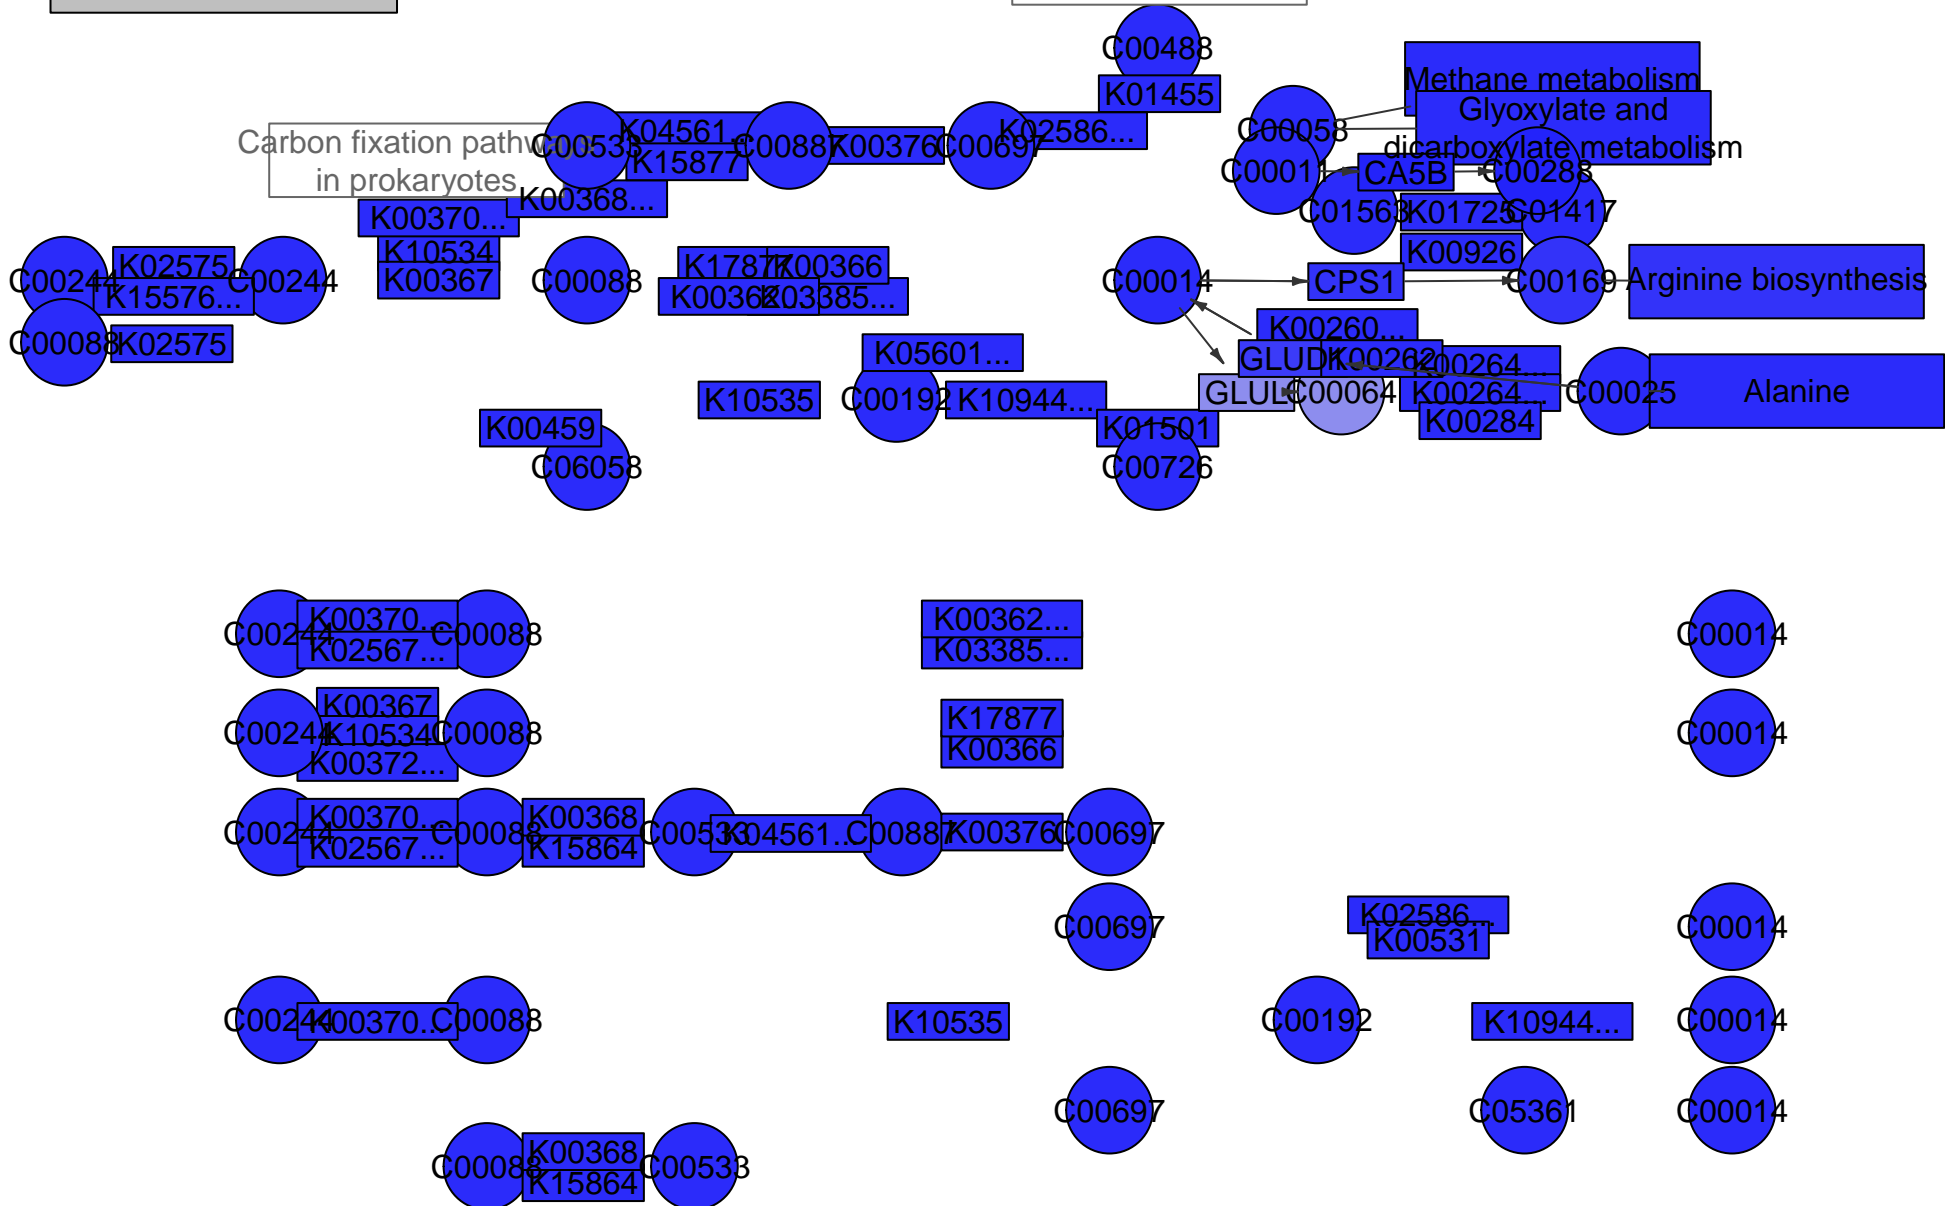 C00488
K01455
Methane metabolism
Glyoxylate and
dicarboxylate metabolism
C00058
Carbon fixation pathways
in prokaryotes
C00533
K04561...
K15877
C00887
K00376
C00697
K02586...
C00011
CA5B
C00288
K00368...
K00370...
C01563
K01725
C01417
K10534
K00367
K00926
C00244
K02575
K15576...
C00244
C00088
K17877
K00366
K00362...
K03385...
C00014
CPS1
C00169
Arginine biosynthesis
C00088
K02575
K00260...
K05601...
GLUD1
K00262
K00264...
K10535
C00192
K10944...
GLUL
C00064
K00264...
C00025
Alanine
K00459
K01501
K00284
C06058
C00726
C00244
K00370...
K02567...
C00088
K00362...
K03385...
C00014
C00244
K00367
K10534
K00372...
C00088
K17877
K00366
C00014
C00244
K00370...
K02567...
C00088
K00368
K15864
C00533
K04561...
C00887
K00376
C00697
C00697
K02586...
K00531
C00014
C00244
K00370...
C00088
K10535
C00192
K10944...
C00014
C00697
C05361
C00014
C00088
K00368
K15864
C00533